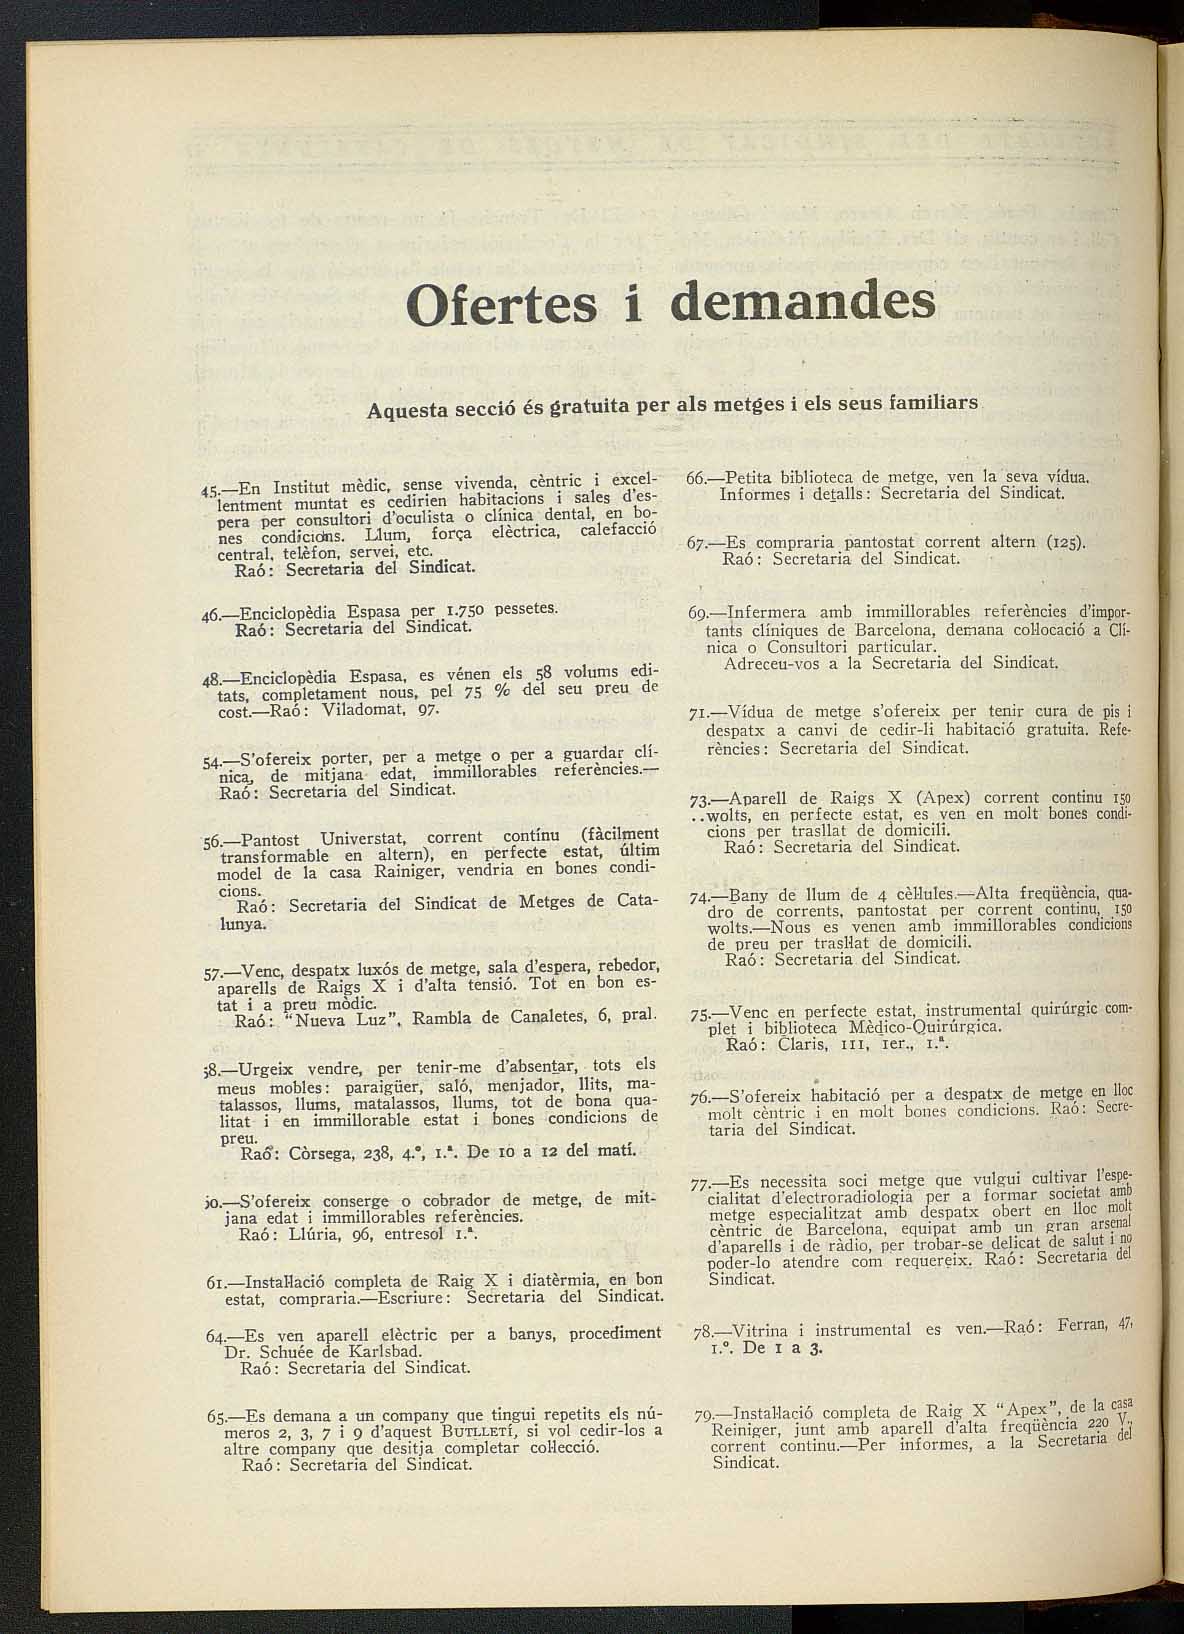 Ofertes i demandes
Aquesta secció és gratuita per als metges i els seus familiars
45.—En Institut mèdic, sense vivenda, cèntric i excel-
lentment muntat es cedirien habitacions i sales d'es-
pera per consultori d'oculista o clínica dental, en bo-
nes condicions. Llum, força elèctrica, calefacció
central, telèfon, servei, etc.
Raó: Secretaria del Sindicat.
46.—Enciclopèdia Espasa per 1.750 pessetes.
Raó: Secretaria del Sindicat.
48.—Enciclopèdia Espasa, es vénen els 58 volums edi-
tats, completament nous, pel 75 % del seu preu de
cost.—Raó: Viladomat, 97.
54.—S'ofereix porter, per a metge o per a guardar clí-
nica, de mitjana edat, immillorables referències.—
Raó: Secretaria del Sindicat.
56.—Pantost Universtat, corrent contínu (fàcilment
transformable en altern), en perfecte estat, últim
model de la casa Rainiger, vendria en bones condi-
cions.
Raó: Secretaria del Sindicat de Metges de Cata-
lunya.
57.—Venc, despatx luxós de metge, sala d'espera, rebedor,
aparells de Raigs X i d'alta tensió. Tot en bon es-
tat i a preu mòdic.
Raó: "Nueva Luz", Rambla de Canaletes, 6, pral.
58.—Urgeix vendre, per tenir-me d'absentar, tots els
meus mobles: paraigüer, saló, menjador, llits, ma-
talassos, llums, matalassos, llums, tot de bona qua-
litat i en immillorable estat i bones condicions de
preu.
Raó: Còrsega, 238, 4.º, 1.ª. De 10 a 12 del matí.
60.—S'ofereix conserge o cobrador de metge, de mit-
jana edat i immillorables referències.
Raó: Llúria, 96, entresol 1.ª.
61.—Instal·lació completa de Raig X i diatèrmia, en bon
estat, compraria.—Escriure: Secretaria del Sindicat.
64.—Es ven aparell elèctric per a banys, procediment
Dr. Schuée de Karlsbad.
Raó: Secretaria del Sindicat.
65.—Es demana a un company que tingui repetits els nú-
meros 2, 3, 7 i 9 d'aquest BUTLLETÍ, si vol cedir-los a
altre company que desitja completar col·lecció.
Raó: Secretaria del Sindicat.
66.—Petita biblioteca de metge, ven la seva vídua.
Informes i detalls: Secretaria del Sindicat.
67.—Es compraria pantostat corrent altern (125).
Raó: Secretaria del Sindicat.
69.—Infermera amb immillorables referències d'impor-
tants clíniques de Barcelona, demana col·locació a Clí-
nica o Consultori particular.
Adreceu-vos a la Secretaria del Sindicat.
71.—Vídua de metge s'ofereix per tenir cura de pis i
despatx a canvi de cedir-li habitació gratuita. Refe-
rències: Secretaria del Sindicat.
73.—Aparell de Raigs X (Apex) corrent continu 150
wolts, en perfecte estat, es ven en molt bones condi-
cions per trasllat de domicili.
Raó: Secretaria del Sindicat.
74.—Bany de llum de 4 cèl·lules.—Alta freqüència, qua-
dro de corrents, pantostat per corrent continu, 150
wolts.—Nous es venen amb immillorables condicions
de preu per trasllat de domicili.
Raó: Secretaria del Sindicat.
75.—Venc en perfecte estat, instrumental quirúrgic com-
plet i biblioteca Mèdico-Quirúrgica.
Raó: Claris, 111, 1er., 1.ª.
76.—S'ofereix habitació per a despatx de metge en lloc
molt cèntric i en molt bones condicions. Raó: Secre-
taria del Sindicat.
77.—Es necessita soci metge que vulgui cultivar l'espe-
cialitat d'electroradiologia per a formar societat amb
metge especialitzat amb despatx obert en lloc molt
cèntric de Barcelona, equipat amb un gran arsenal
d'aparells i de ràdio, per trobar-se delicat de salut i no
poder-lo atendre com requereix. Raó: Secretaria del
Sindicat.
78.—Vitrina i instrumental es ven.—Raó: Ferran, 47,
1.º. De 1 a 3.
79.—Instal·lació completa de Raig X "Apex", de la casa
Reiniger, junt amb aparell d'alta freqüència 220 V.,
corrent continu.—Per informes, a la Secretaria del
Sindicat.